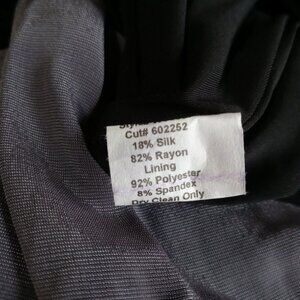 Cut# 602252
18% Silk
82% Rayon
Lining
92% Polyester
8% Spandex
Dry Clean Only